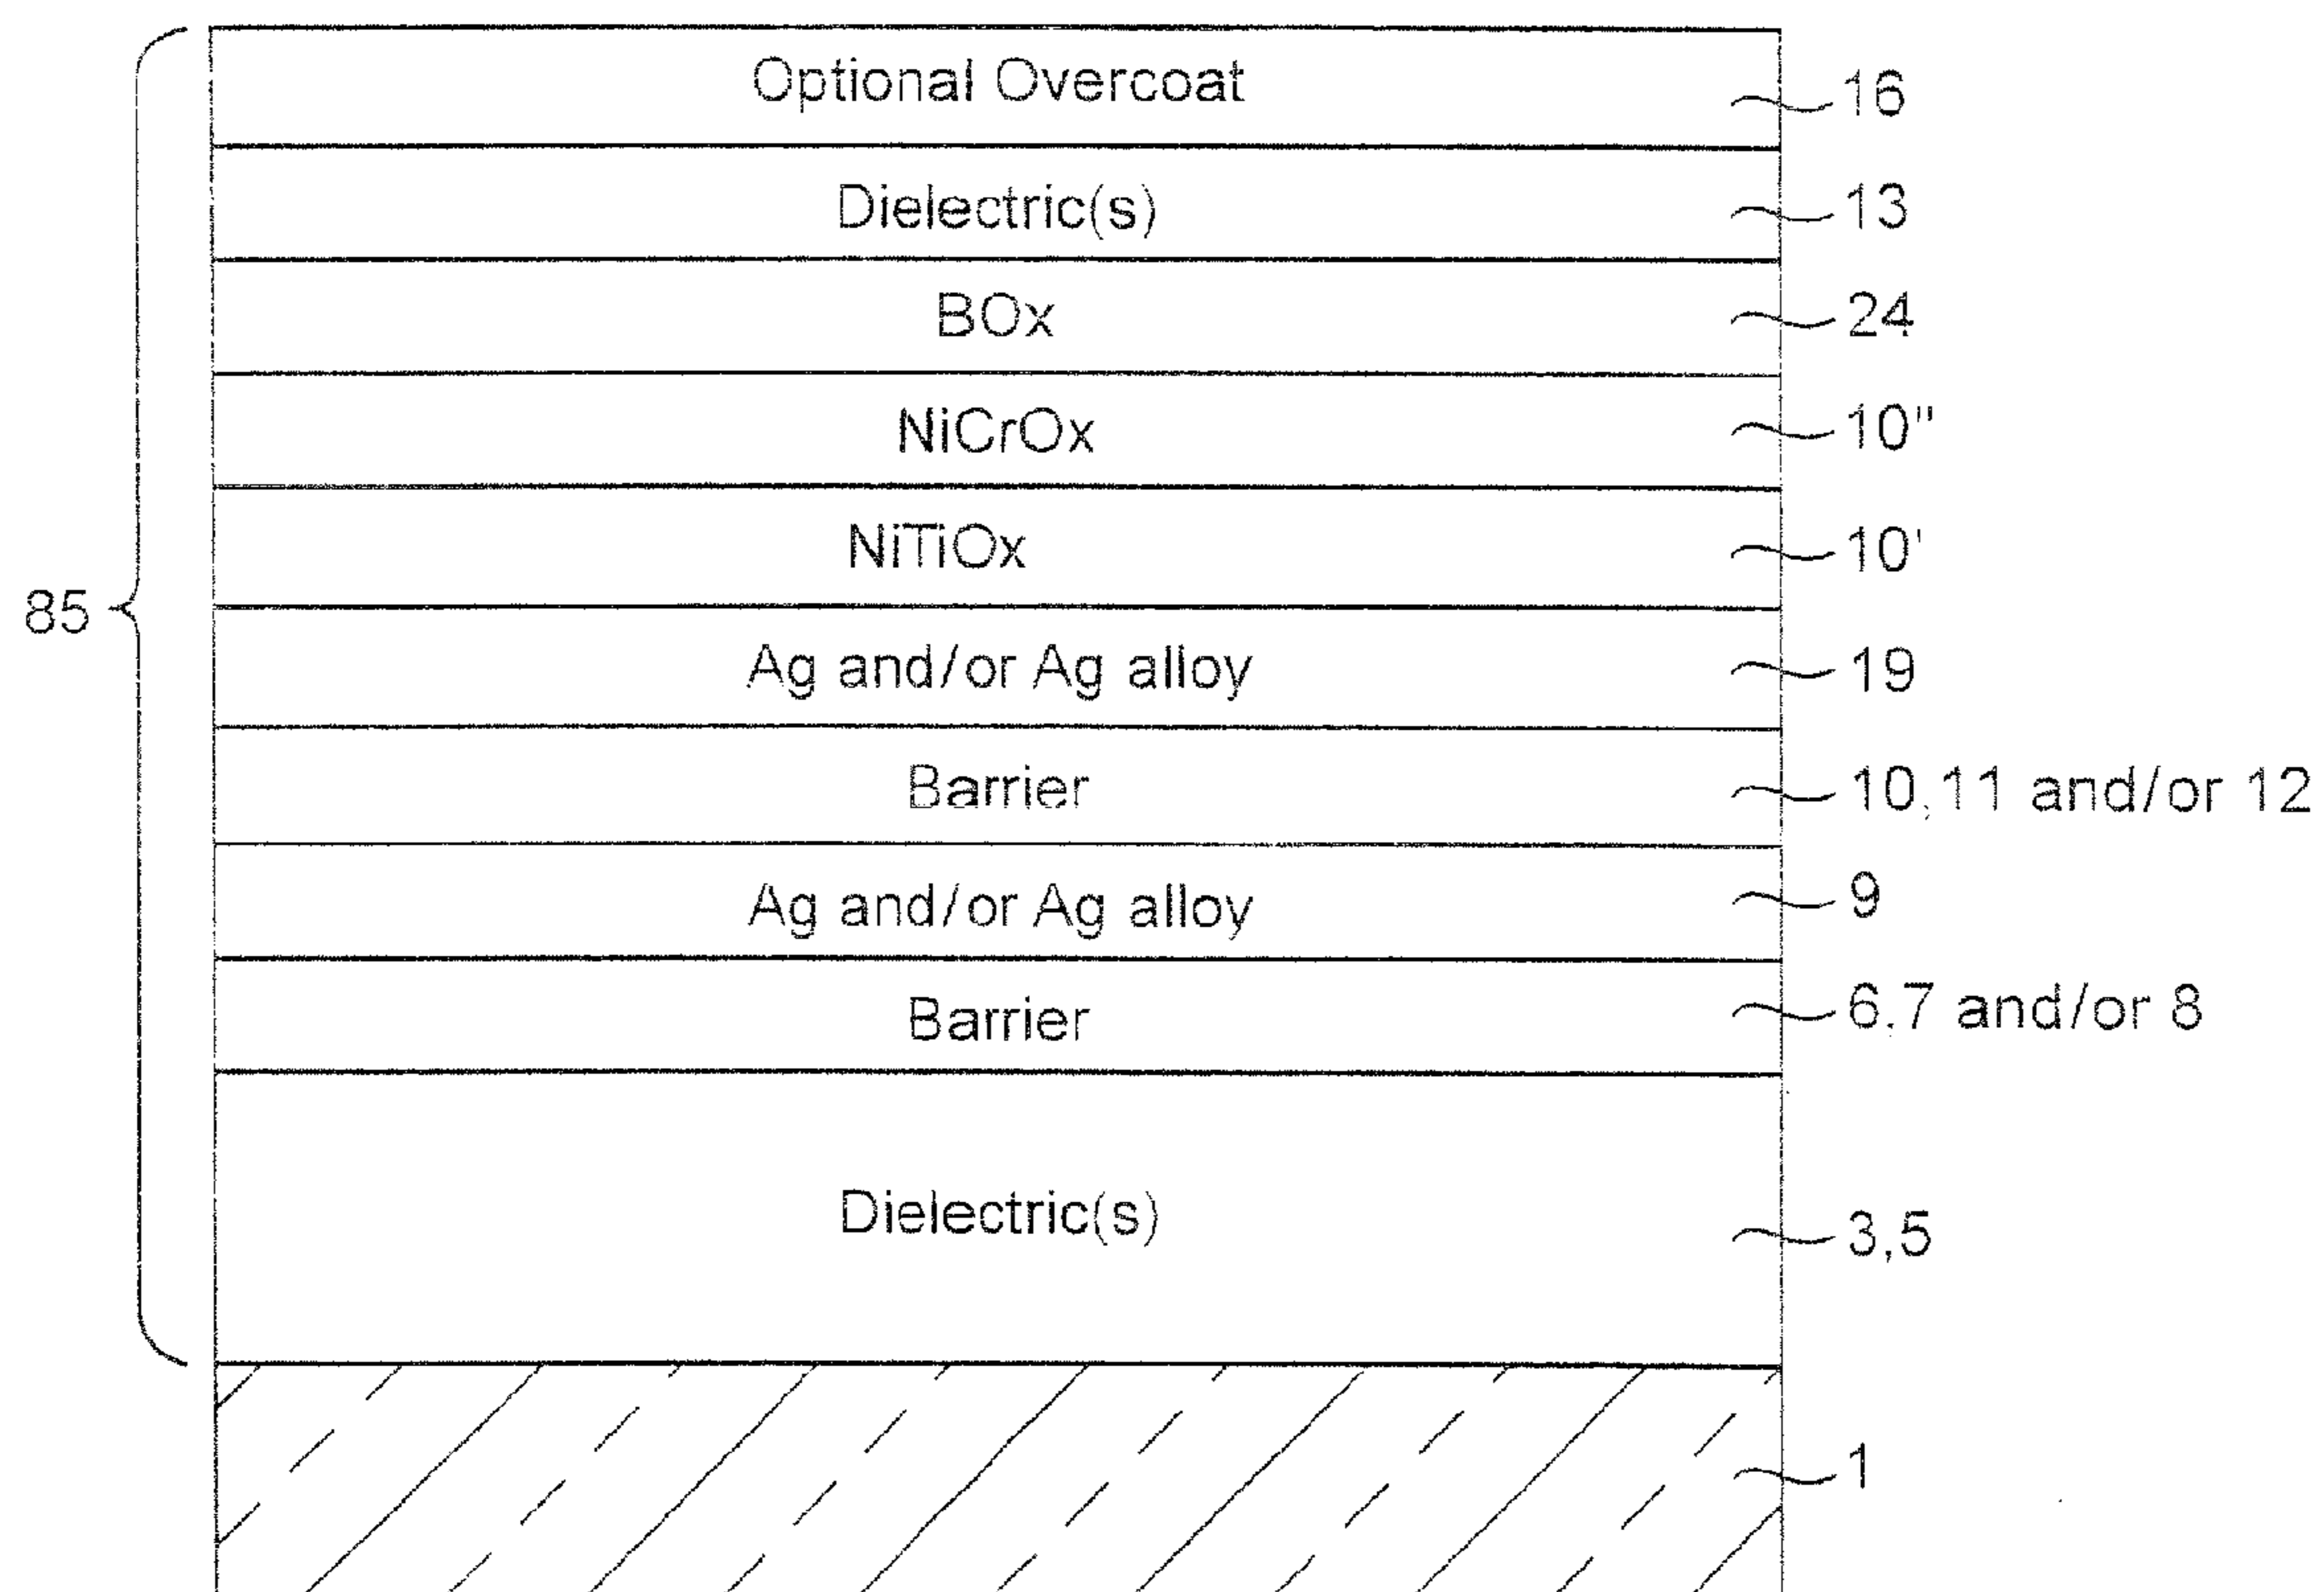 Optional Overcoat 16
Dielectric(s) 13
BOx 24
NiCrOx 10"
NiTiOx 10'
85
Ag and/or Ag alloy 19
Barrier 10,11 and/or 12
Ag and/or Ag alloy 9
Barrier 6,7 and/or 8
Dielectric(s) 3,5
1